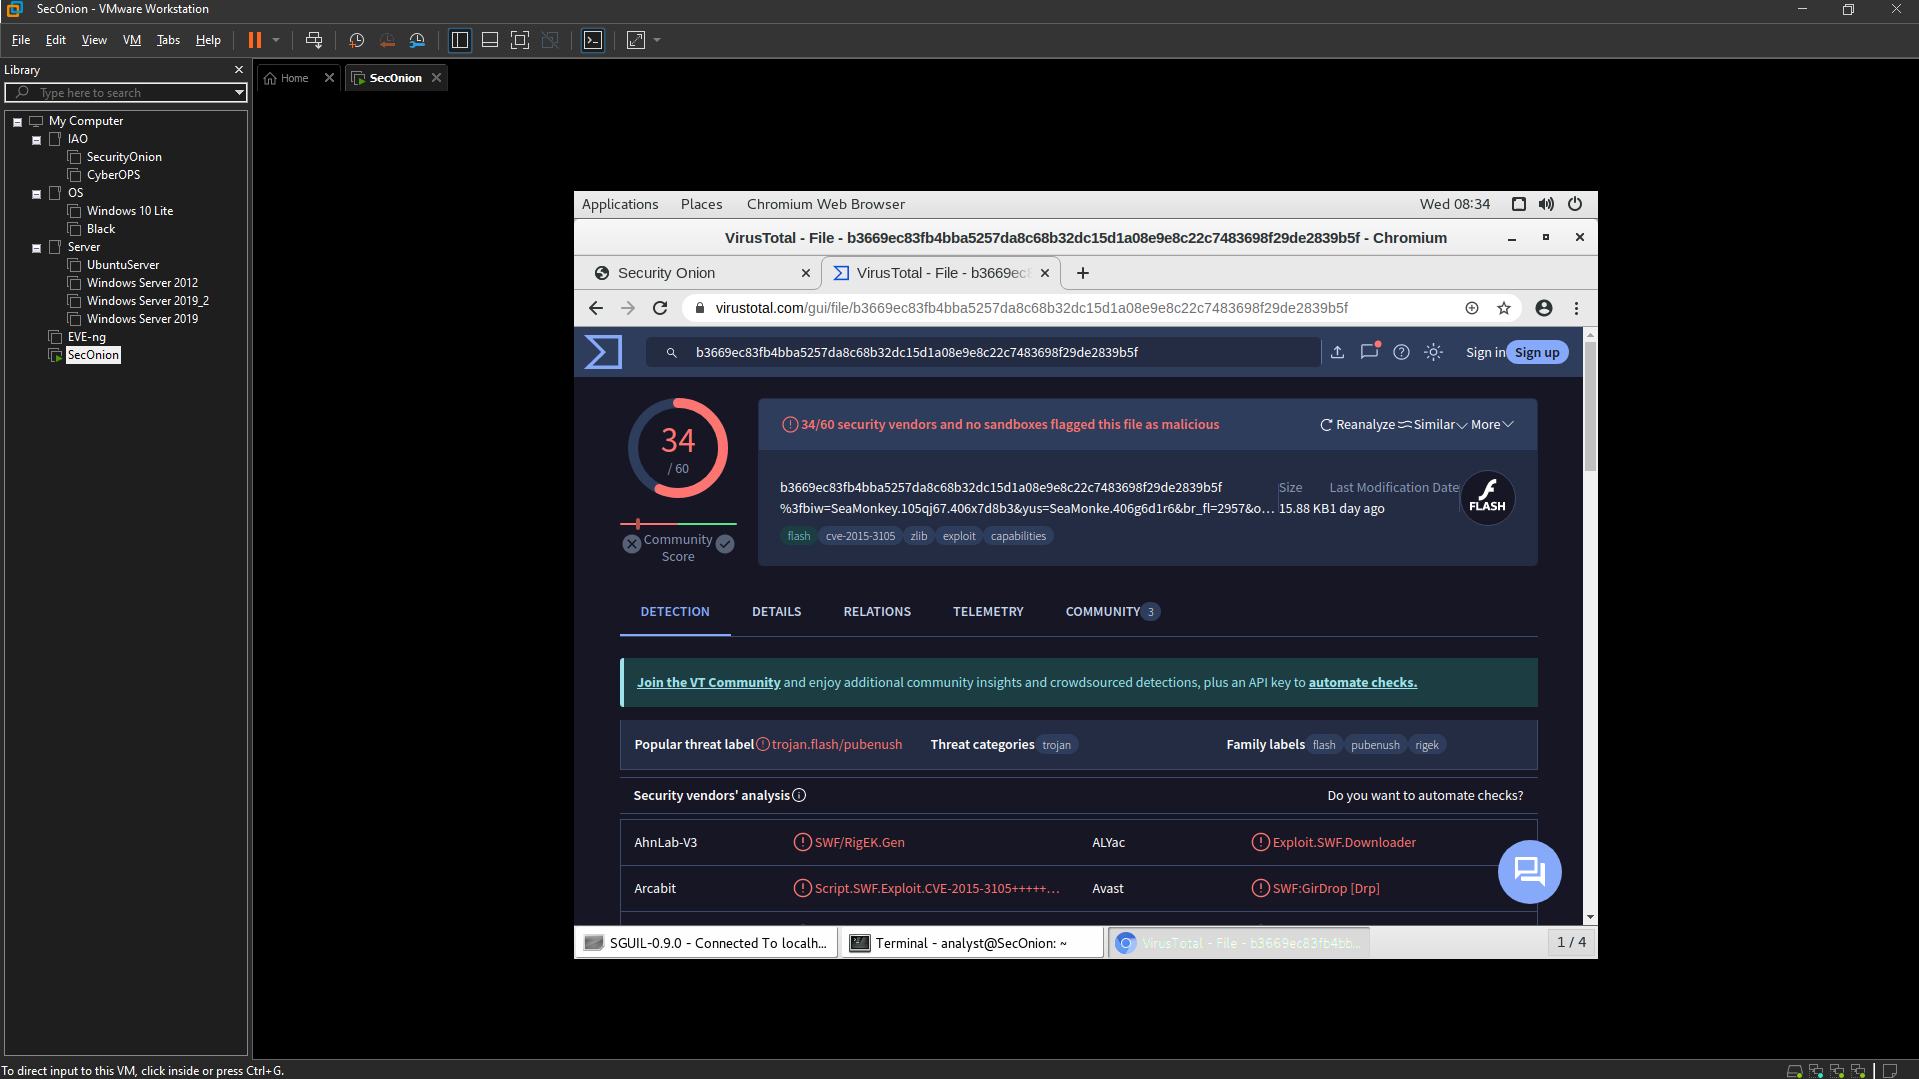 SecOnion - VMware Workstation
File Edit View VM Tabs Help
Library
Type here to search
My Computer
IAO
SecurityOnion
CyberOPS
OS
Windows 10 Lite
Black
Server
UbuntuServer
Windows Server 2012
Windows Server 2019_2
Windows Server 2019
EVE-ng
SecOnion
Home
SecOnion
Applications Places Chromium Web Browser Wed 08:34
VirusTotal - File - b3669ec83fb4bba5257da8c68b32dc15d1a08e9e8c22c7483698f29de2839b5f - Chromium
Security Onion
VirusTotal - File - b3669ec8
virustotal.com/gui/file/b3669ec83fb4bba5257da8c68b32dc15d1a08e9e8c22c7483698f29de2839b5f
b3669ec83fb4bba5257da8c68b32dc15d1a08e9e8c22c7483698f29de2839b5f
Sign in Sign up
34
/ 60
Community
Score
34/60 security vendors and no sandboxes flagged this file as malicious
Reanalyze Similar More
b3669ec83fb4bba5257da8c68b32dc15d1a08e9e8c22c7483698f29de2839b5f
%3fbiw=SeaMonkey.105qj67.406x7d8b3&yus=SeaMonke.406g6d1r6&br_fl=2957&o...
Size
15.88 KB
Last Modification Date
1 day ago
FLASH
flash cve-2015-3105 zlib exploit capabilities
DETECTION DETAILS RELATIONS TELEMETRY COMMUNITY 3
Join the VT Community and enjoy additional community insights and crowdsourced detections, plus an API key to automate checks.
Popular threat label trojan.flash/pubenush Threat categories trojan Family labels flash pubenush rigek
Security vendors' analysis Do you want to automate checks?
AhnLab-V3 SWF/RigEK.Gen ALYac Exploit.SWF.Downloader
Arcabit Script.SWF.Exploit.CVE-2015-3105+++++... Avast SWF:GirDrop [Drp]
SGUIL-0.9.0 - Connected To localh...
Terminal - analyst@SecOnion: ~
VirusTotal - File - b3669ec83fb4bb...
1 / 4
To direct input to this VM, click inside or press Ctrl+G.